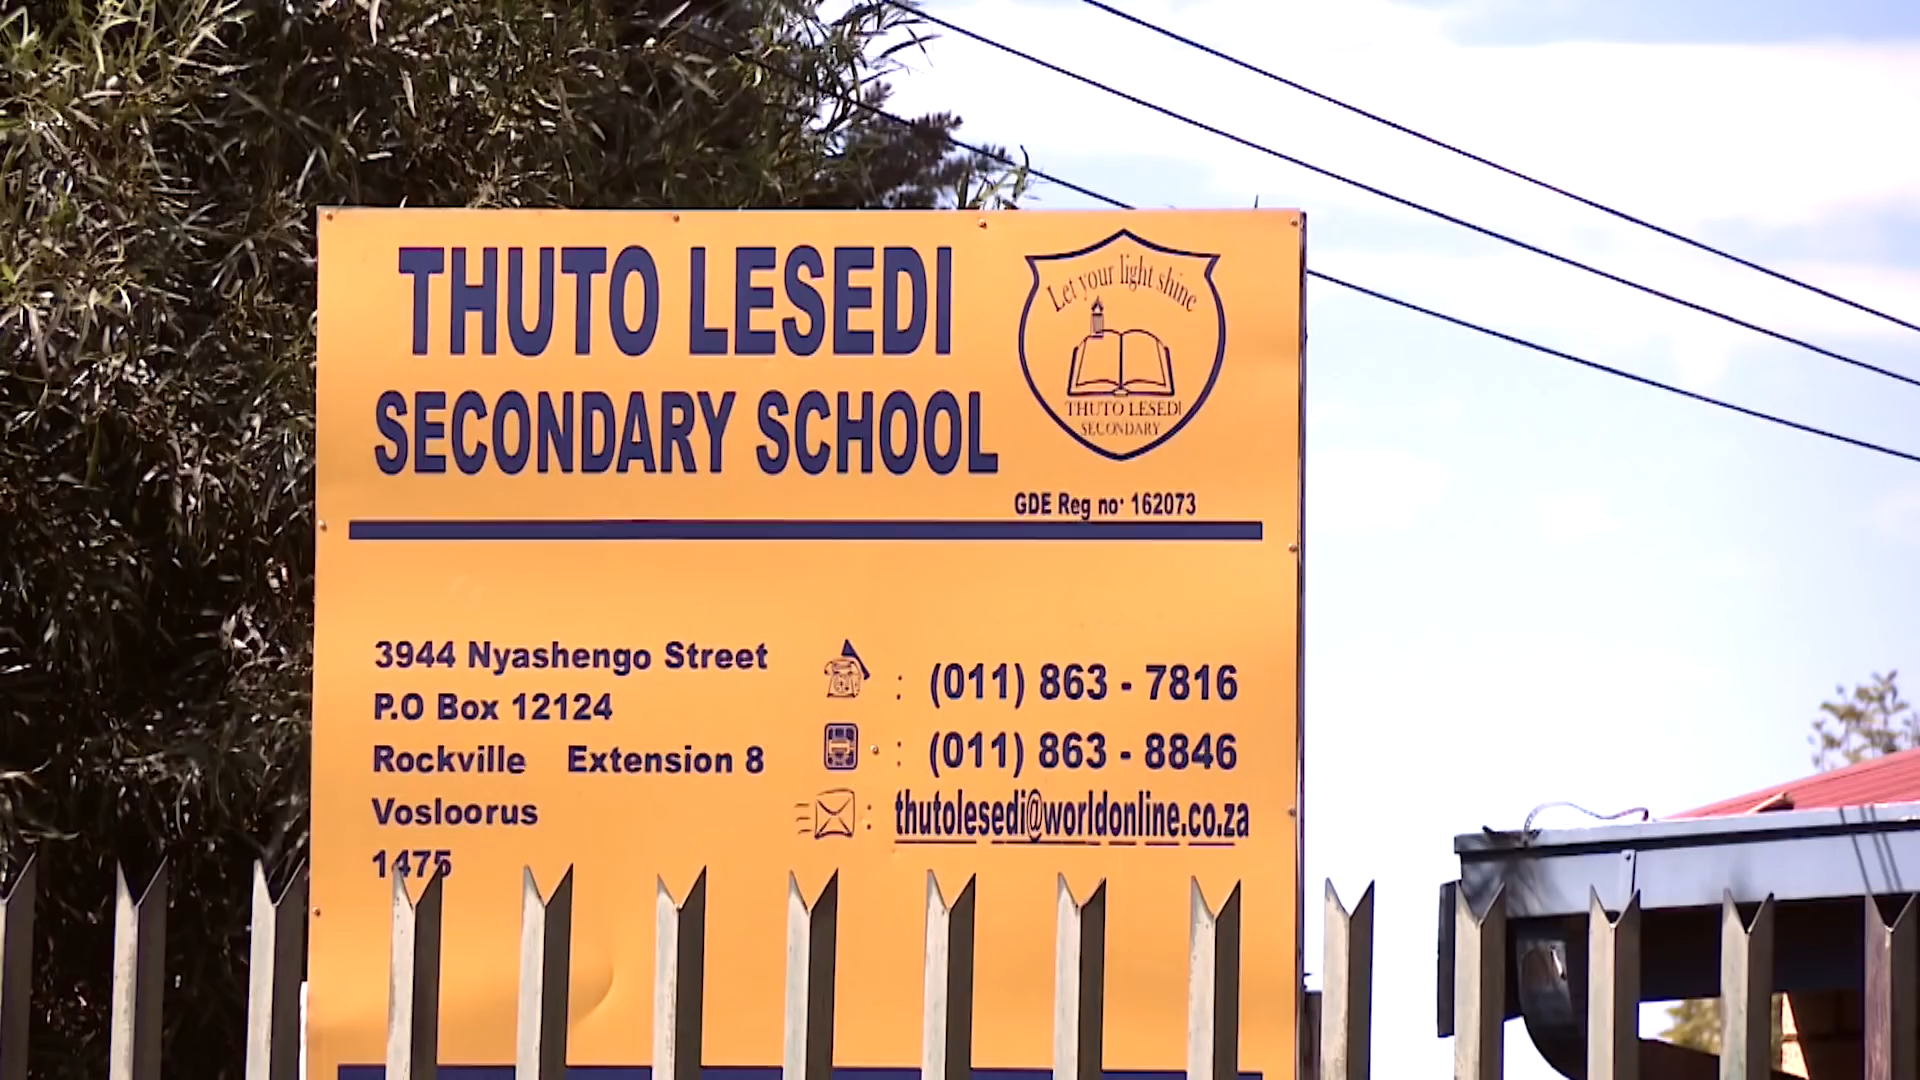 THUTO LESEDI
SECONDARY SCHOOL
Let your light shine
THUTO LESEDI
SECONDARY
GDE Reg no: 162073
3944 Nyashengo Street
P.O Box 12124
Rockville Extension 8
Vosloorus
1475
: (011) 863 - 7816
: (011) 863 - 8846
: thutolesedi@worldonline.co.za